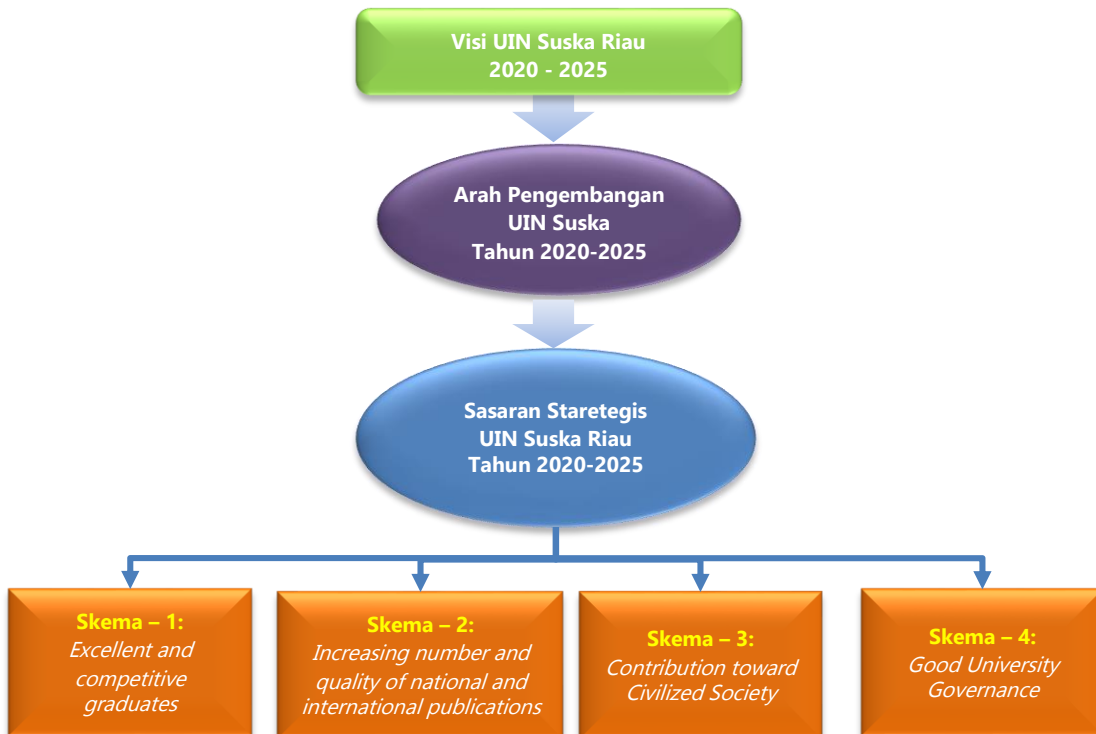 Visi UIN Suska Riau
2020 - 2025
Arah Pengembangan
UIN Suska
Tahun 2020-2025
Sasaran Staretegis
UIN Suska Riau
Tahun 2020-2025
Skema – 1:
Excellent and
competitive
graduates
Skema – 2:
Increasing number and
quality of national and
international publications
Skema – 3:
Contribution toward
Civilized Society
Skema – 4:
Good University
Governance